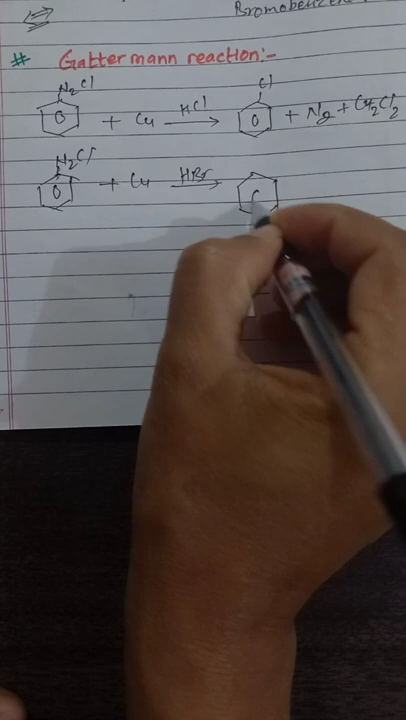 Bromobenzene
# Gattermann reaction:-
N2Cl Cl
+ Cu HCl + N2 + Cu2Cl2
N2Cl
+ Cu HBr